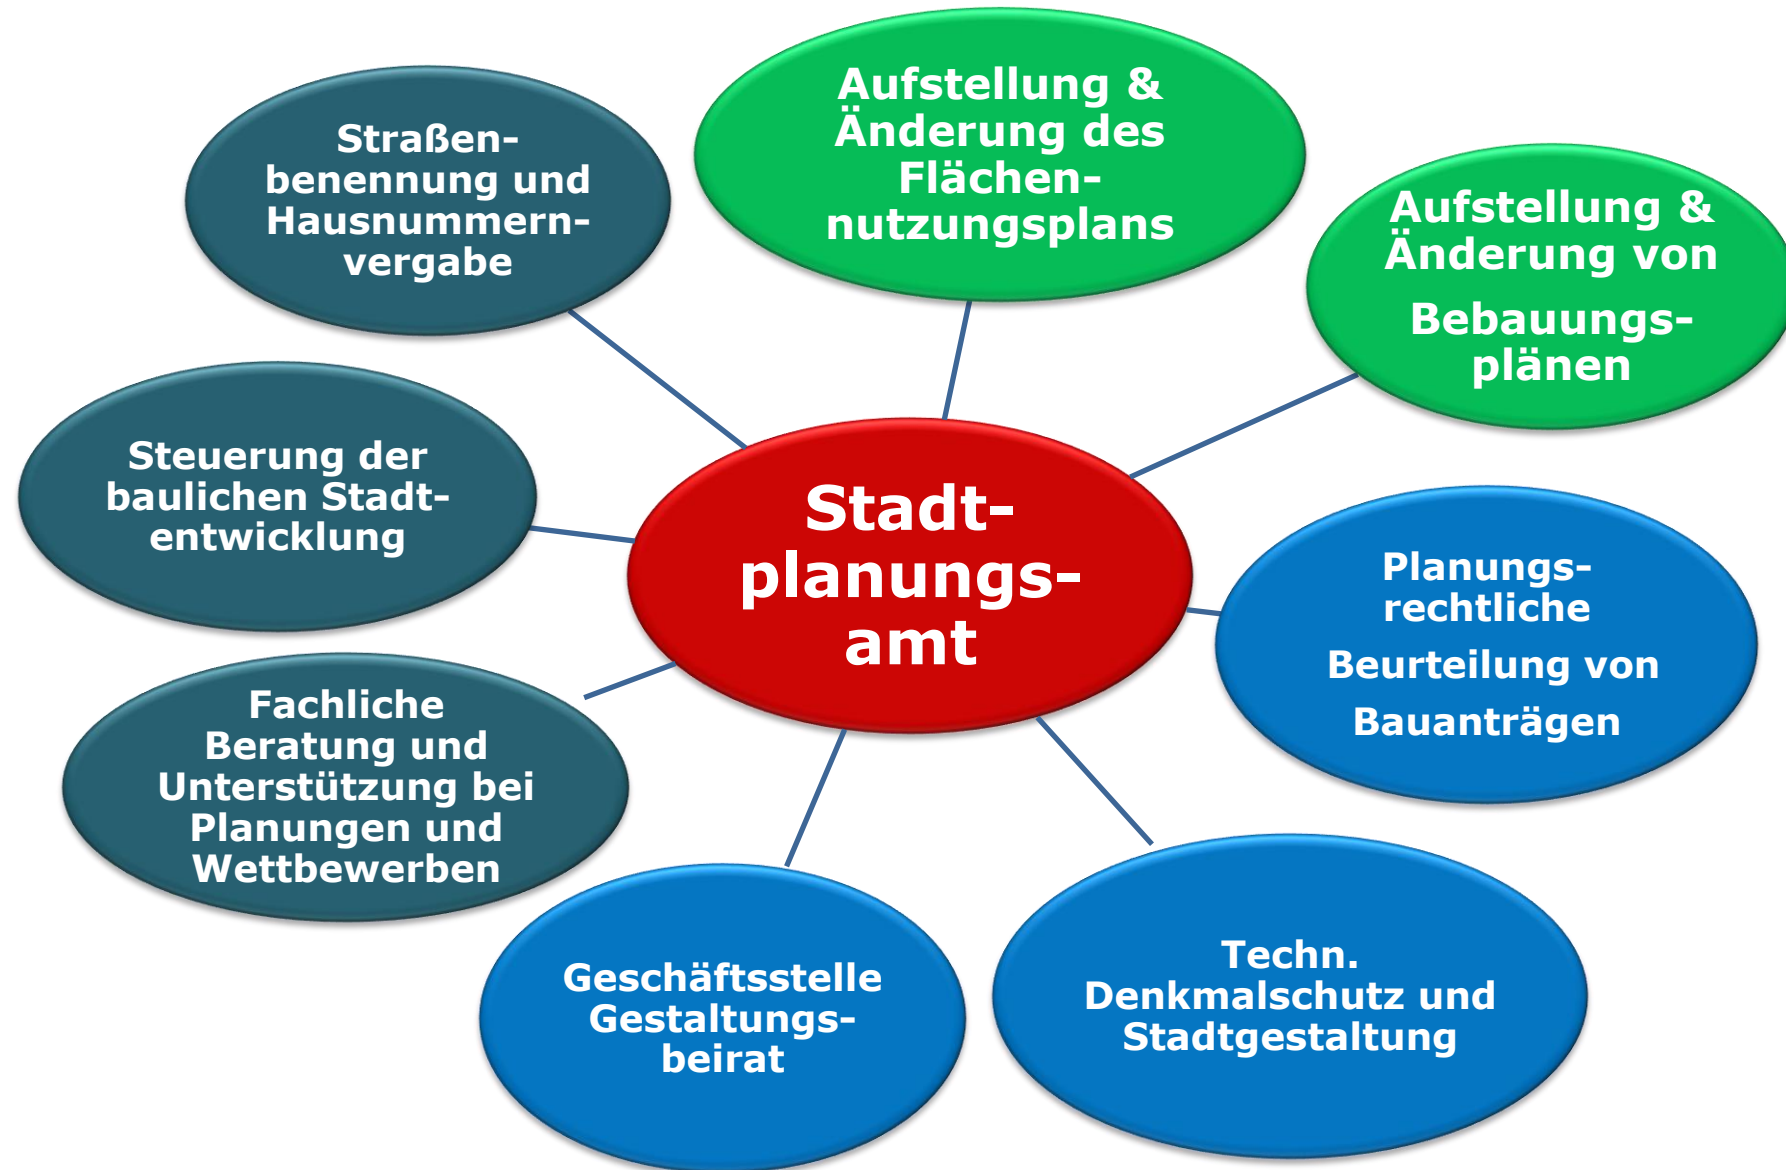 Aufstellung &
Änderung des
Flächen-
nutzungsplans
Straßen-
benennung und
Hausnummern-
vergabe
Aufstellung &
Änderung von
Bebauungs-
plänen
Steuerung der
baulichen Stadt-
entwicklung
Stadt-
planungs-
amt
Planungs-
rechtliche
Beurteilung von
Bauanträgen
Fachliche
Beratung und
Unterstützung bei
Planungen und
Wettbewerben
Geschäftsstelle
Gestaltungs-
beirat
Techn.
Denkmalschutz und
Stadtgestaltung